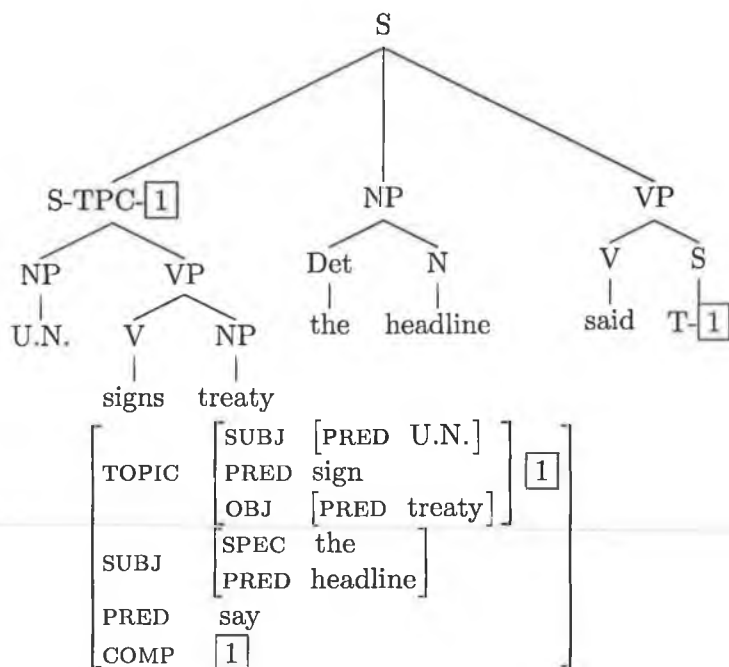 S
S-TPC-1 NP VP
NP VP Det N V S
U.N. V NP the headline said T-1
signs treaty
TOPIC SUBJ [PRED U.N.]
PRED sign 1
OBJ [PRED treaty]
SUBJ SPEC the
PRED headline
PRED say
COMP 1